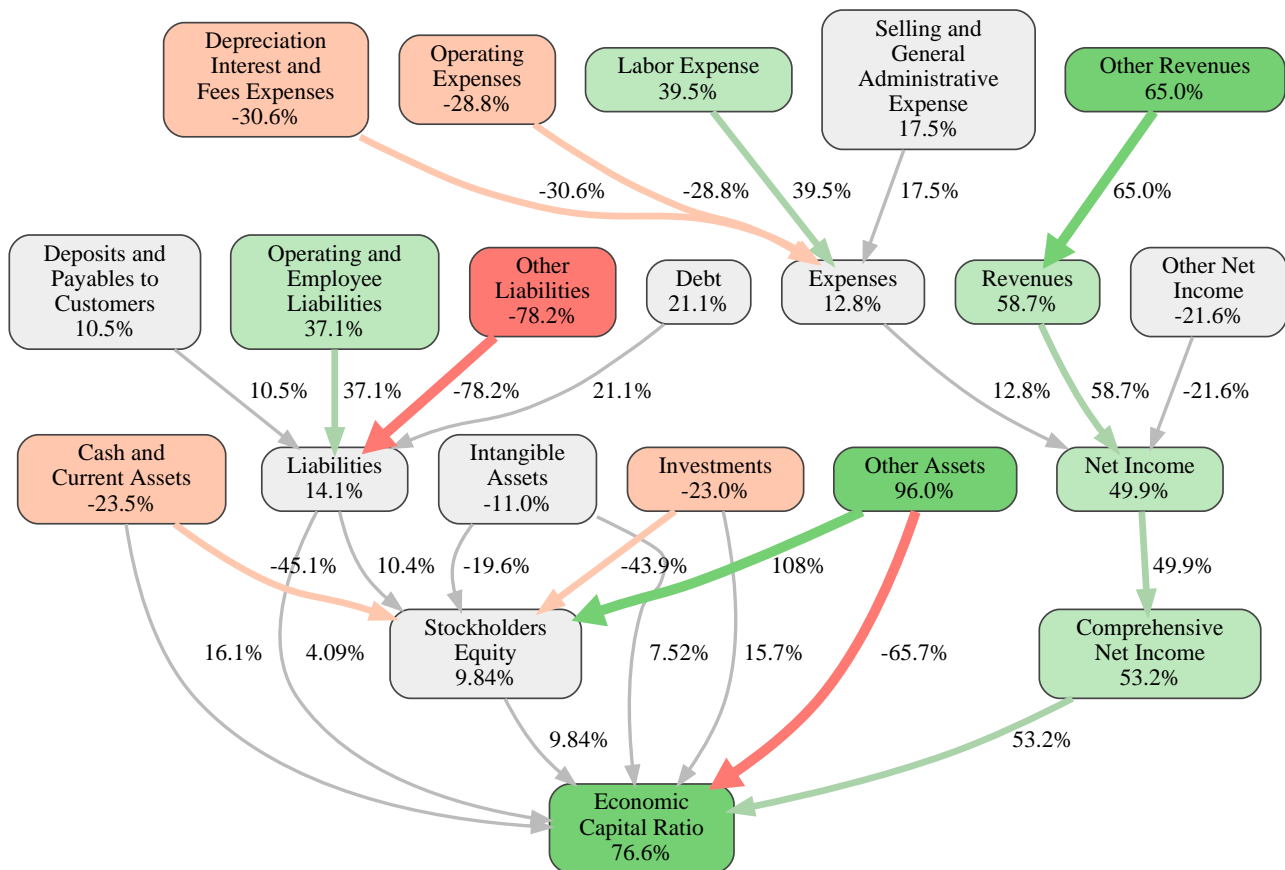 Depreciation
Interest and
Fees Expenses
-30.6%
Operating
Expenses
-28.8%
Labor Expense
39.5%
Selling and
General
Administrative
Expense
17.5%
Other Revenues
65.0%
-30.6%
-28.8%
39.5%
17.5%
65.0%
Deposits and
Payables to
Customers
10.5%
Operating and
Employee
Liabilities
37.1%
Other
Liabilities
-78.2%
Debt
21.1%
Expenses
12.8%
Revenues
58.7%
Other Net
Income
-21.6%
10.5%
37.1%
-78.2%
21.1%
12.8%
58.7%
-21.6%
Cash and
Current Assets
-23.5%
Liabilities
14.1%
Intangible
Assets
-11.0%
Investments
-23.0%
Other Assets
96.0%
Net Income
49.9%
-45.1%
10.4%
-19.6%
-43.9%
108%
49.9%
Stockholders
Equity
9.84%
Comprehensive
Net Income
53.2%
16.1%
4.09%
7.52%
15.7%
-65.7%
9.84%
53.2%
Economic
Capital Ratio
76.6%